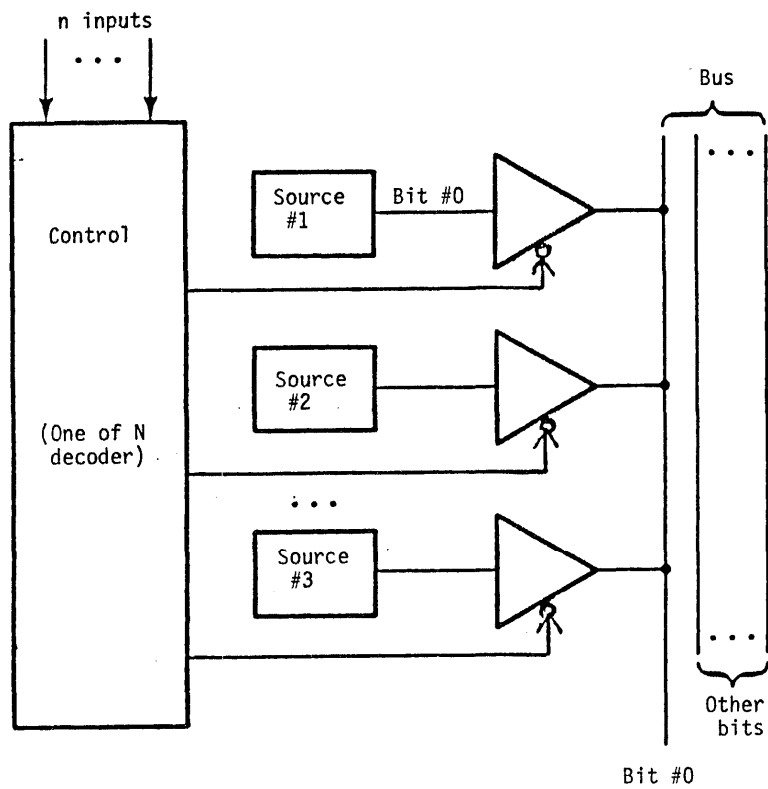 n inputs
...
Bus
...
Source
#1
Bit #0
Control
Source
#2
(One of N
decoder)
...
Source
#3
...
Other
bits
Bit #0